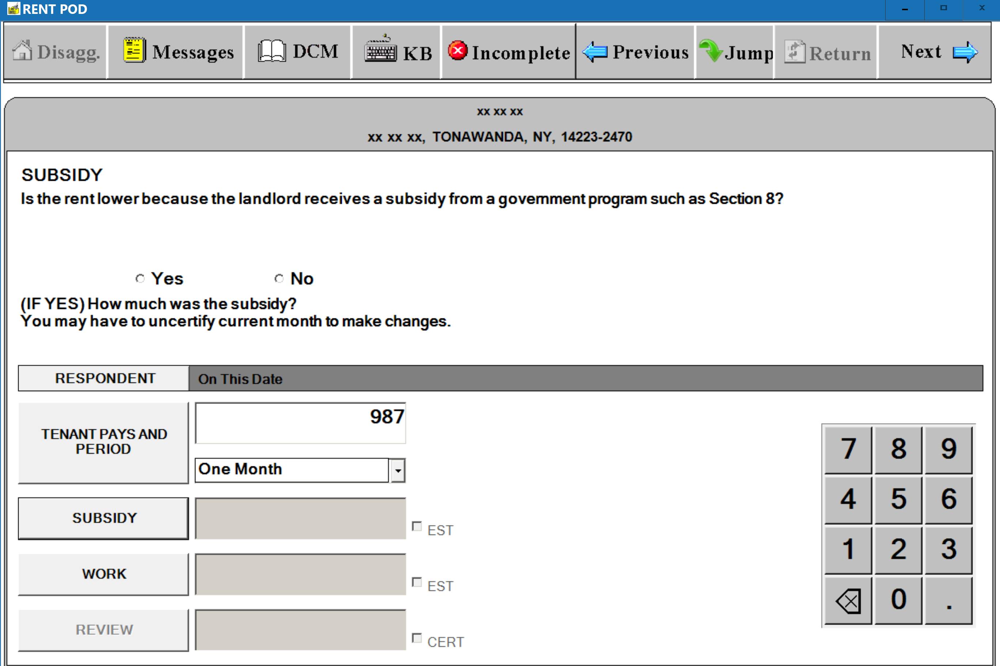 RENT POD
Disagg. Messages DCM KB Incomplete Previous Jump Return Next
xx xx xx
xx xx xx, TONAWANDA, NY, 14223-2470
SUBSIDY
Is the rent lower because the landlord receives a subsidy from a government program such as Section 8?
Yes No
(IF YES) How much was the subsidy?
You may have to uncertify current month to make changes.
RESPONDENT On This Date
TENANT PAYS AND
PERIOD
987
One Month
SUBSIDY EST
WORK EST
REVIEW CERT
7 8 9
4 5 6
1 2 3
0 .